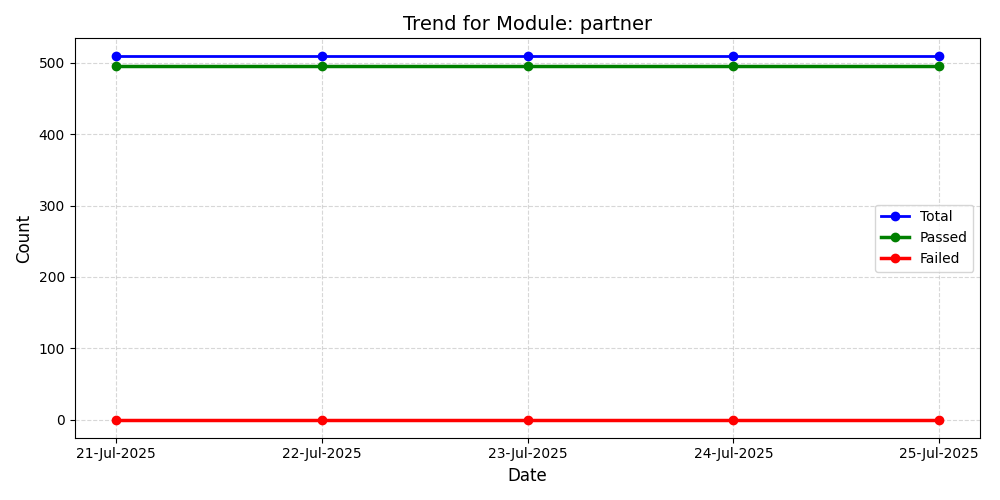 Trend for Module: partner
Count
500
400
300
200
100
0
Total
Passed
Failed
21-Jul-2025
22-Jul-2025
23-Jul-2025
24-Jul-2025
25-Jul-2025
Date